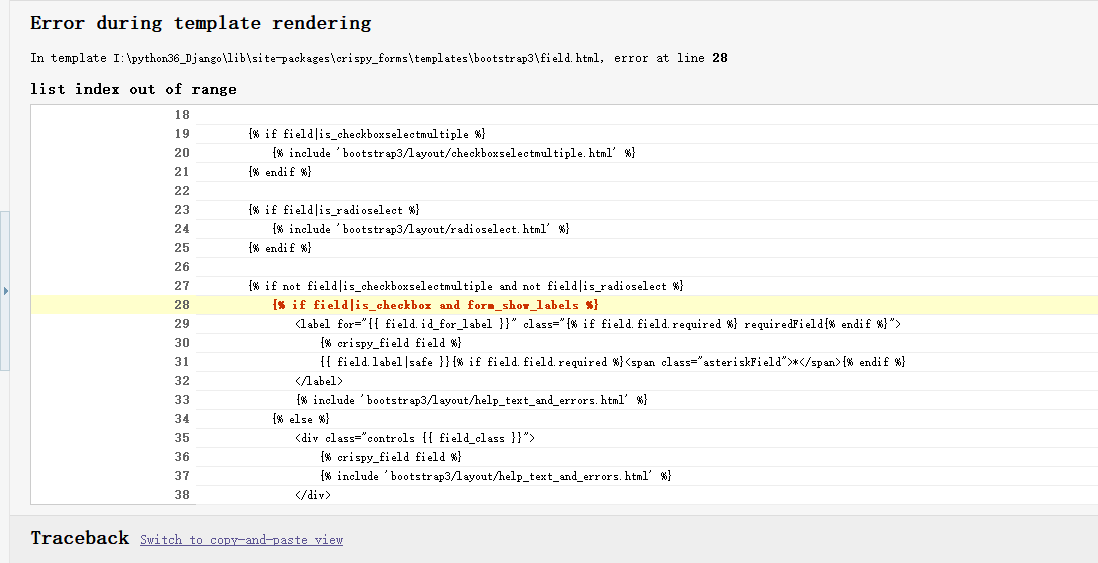 Error during template rendering
In template I:\python36_Django\lib\site-packages\crispy_forms\templates\bootstrap3\field.html, error at line 28
list index out of range
18
19 {% if field|is_checkboxselectmultiple %}
20 {% include 'bootstrap3/layout/checkboxselectmultiple.html' %}
21 {% endif %}
22
23 {% if field|is_radioselect %}
24 {% include 'bootstrap3/layout/radioselect.html' %}
25 {% endif %}
26
27 {% if not field|is_checkboxselectmultiple and not field|is_radioselect %}
28 {% if field|is_checkbox and form_show_labels %}
29 <label for="{{ field.id_for_label }}" class="{% if field.field.required %} requiredField{% endif %}">
30 {% crispy_field field %}
31 {{ field.label|safe }}{% if field.field.required %}<span class="asteriskField">*</span>{% endif %}
32 </label>
33 {% include 'bootstrap3/layout/help_text_and_errors.html' %}
34 {% else %}
35 <div class="controls {{ field_class }}">
36 {% crispy_field field %}
37 {% include 'bootstrap3/layout/help_text_and_errors.html' %}
38 </div>
Traceback Switch to copy-and-paste view